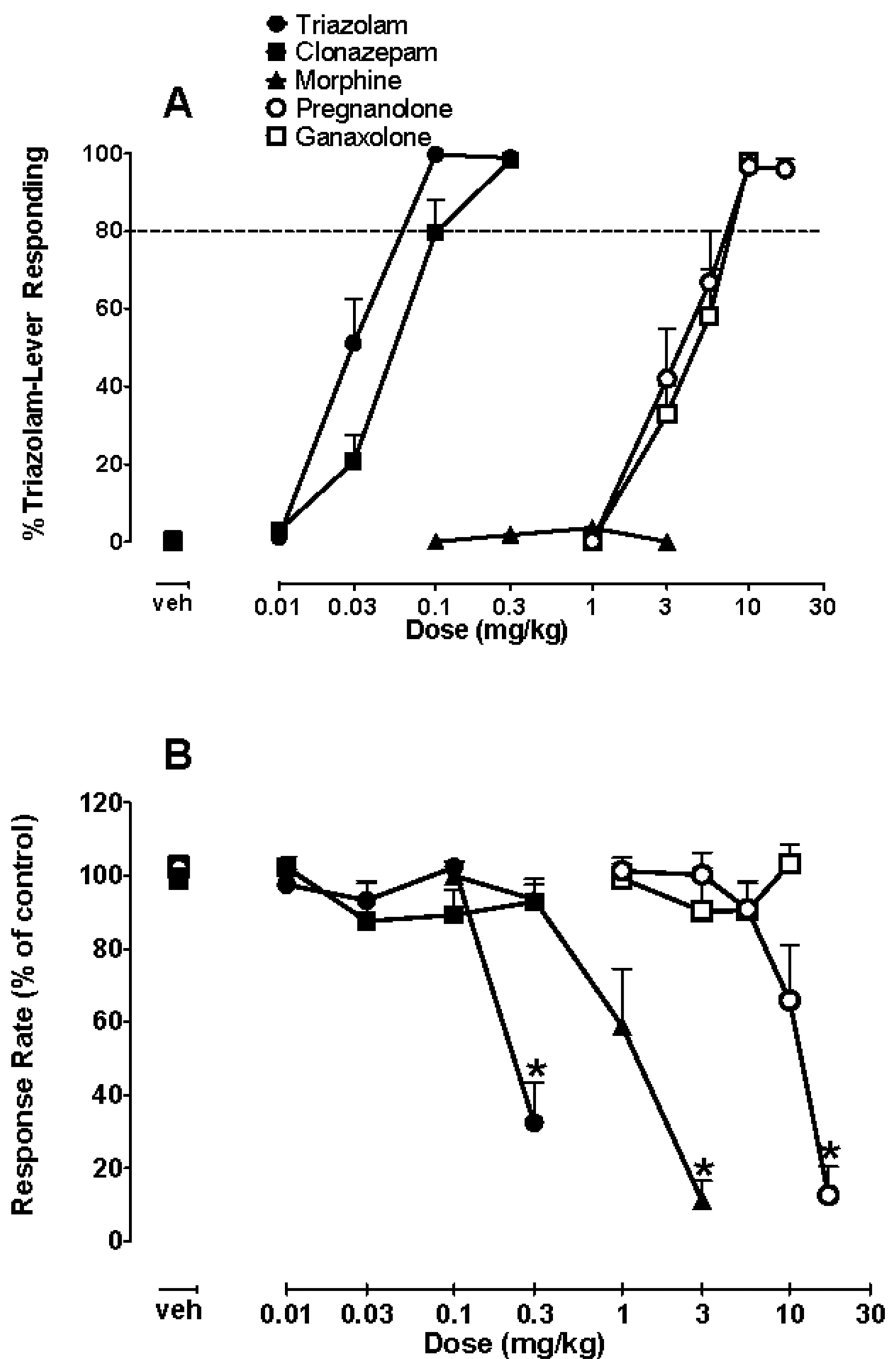 Triazolam
Clonazepam
Morphine
Pregnanolone
Ganaxolone
A
% Triazolam-Lever Responding
100
80
60
40
20
0
veh
0.01 0.03 0.1 0.3 1 3 10 30
Dose (mg/kg)
B
Response Rate (% of control)
120
100
80
60
40
20
0
*
*
*
veh
0.01 0.03 0.1 0.3 1 3 10 30
Dose (mg/kg)